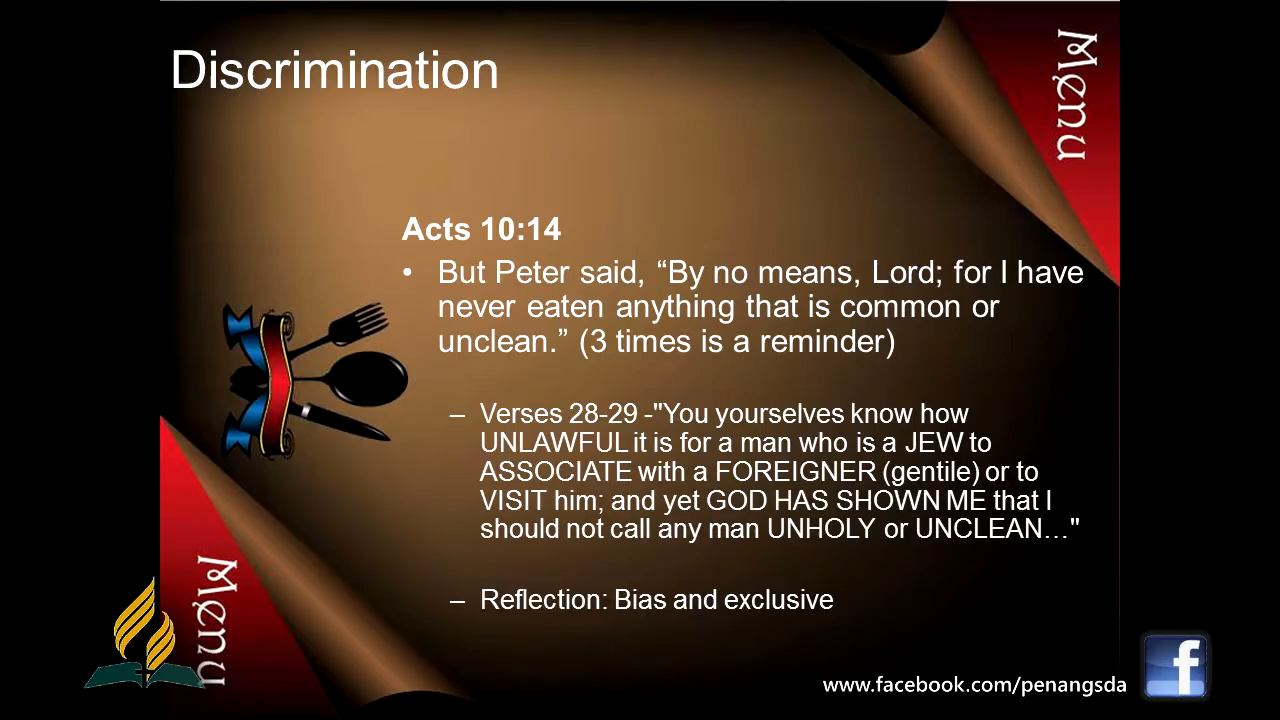 Discrimination
Menu
Acts 10:14
• But Peter said, “By no means, Lord; for I have
never eaten anything that is common or
unclean.” (3 times is a reminder)
– Verses 28-29 -"You yourselves know how
UNLAWFUL it is for a man who is a JEW to
ASSOCIATE with a FOREIGNER (gentile) or to
VISIT him; and yet GOD HAS SHOWN ME that I
should not call any man UNHOLY or UNCLEAN…"
– Reflection: Bias and exclusive
Menu
www.facebook.com/penangsda
f